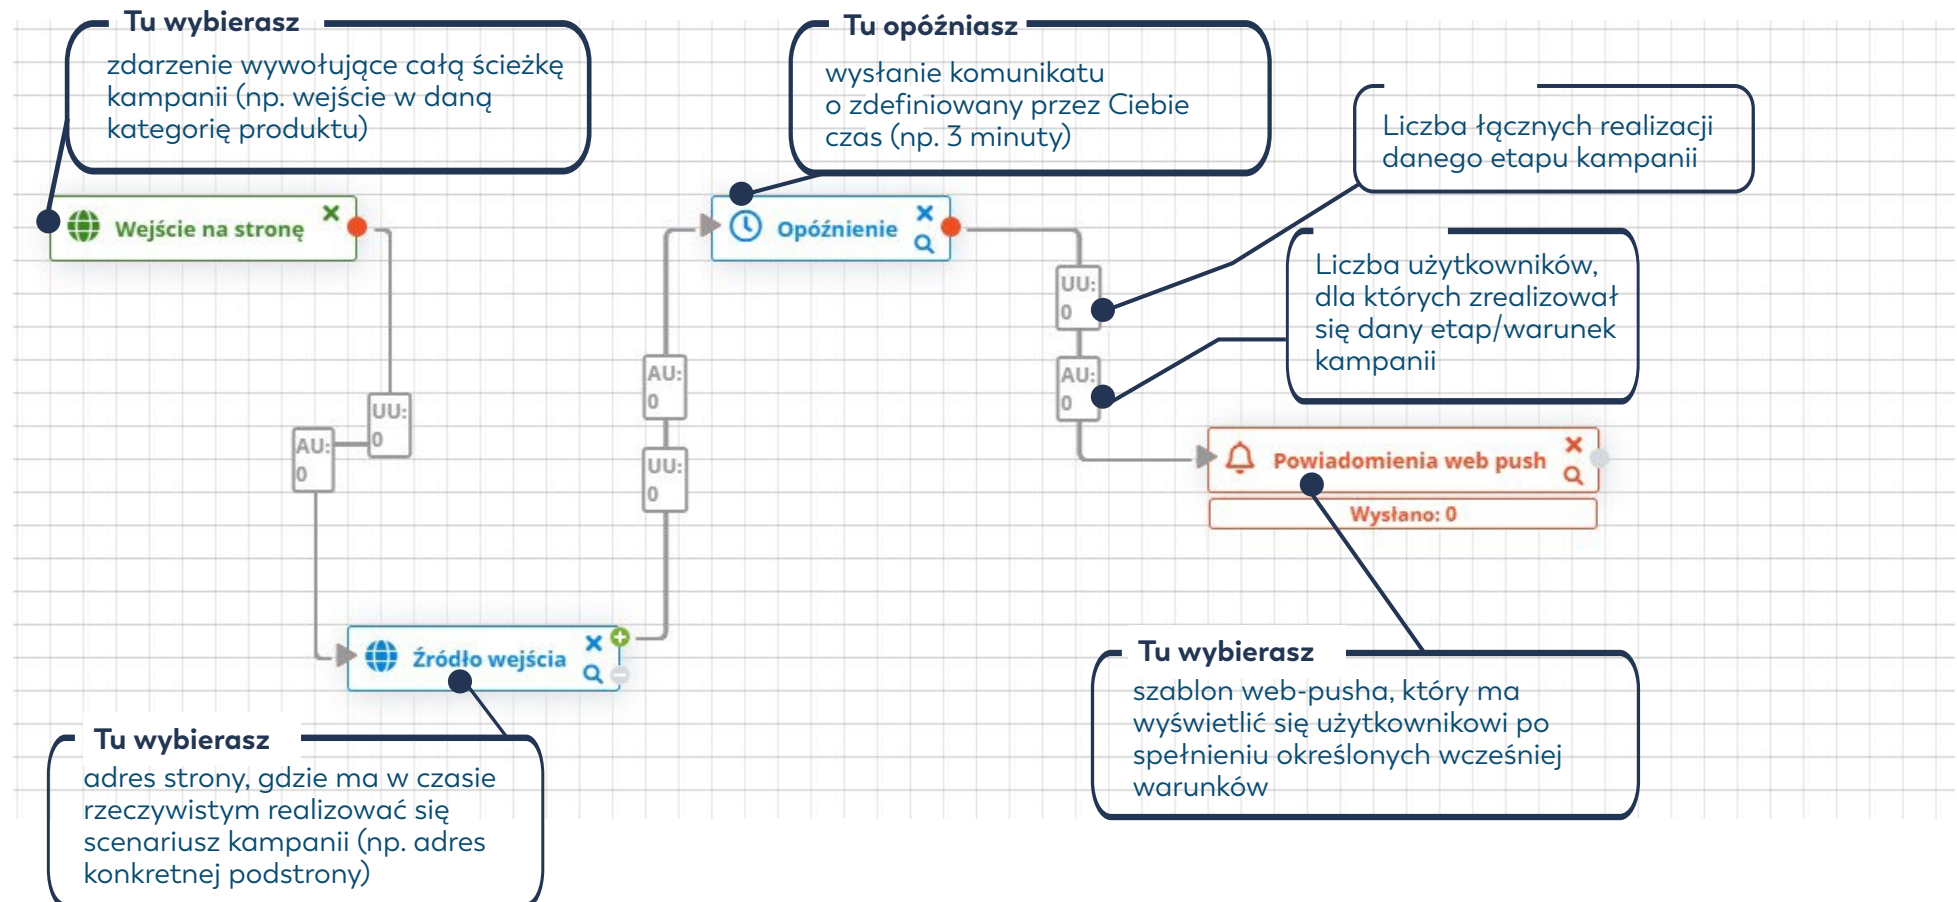 Tu wybierasz
zdarzenie wywołujące całą ścieżkę
kampanii (np. wejście w daną
kategorię produktu)
Tu opóźniasz
wysłanie komunikatu
o zdefiniowany przez Ciebie
czas (np. 3 minuty)
Liczba łącznych realizacji
danego etapu kampanii
Wejście na stronę
Opóźnienie
Liczba użytkowników,
dla których zrealizował
się dany etap/warunek
kampanii
UU:
0
AU:
0
AU:
0
UU:
0
UU:
0
AU:
0
Powiadomienia web push
Wysłano: 0
Źródło wejścia
Tu wybierasz
szablon web-pusha, który ma
wyświetlić się użytkownikowi po
spełnieniu określonych wcześniej
warunków
Tu wybierasz
adres strony, gdzie ma w czasie
rzeczywistym realizować się
scenariusz kampanii (np. adres
konkretnej podstrony)